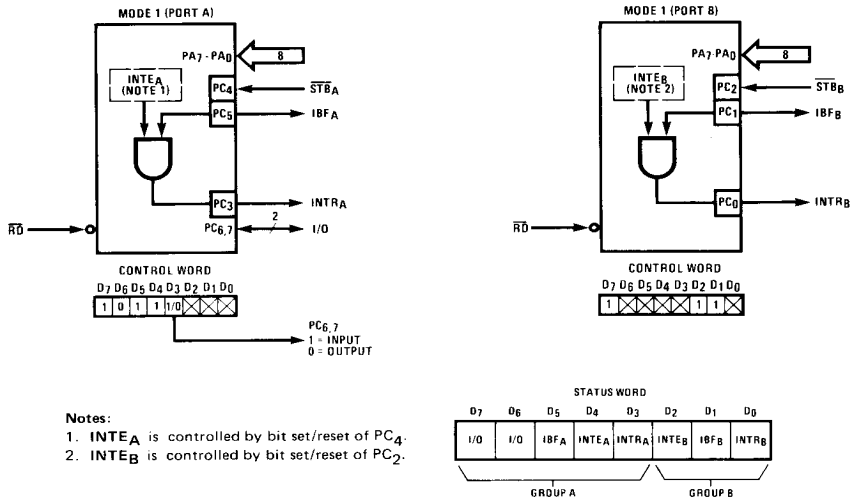 MODE 1 (PORT A)
PA7-PA0
8
INTEA
(NOTE 1)
PC4
STBA
PC5
IBFA
PC3
INTRA
RD
PC6,7
2
I/O
CONTROL WORD
D7 D6 D5 D4 D3 D2 D1 D0
1 0 1 1 1/0
PC6,7
1 = INPUT
0 = OUTPUT
MODE 1 (PORT 8)
PA7-PA0
8
INTEB
(NOTE 2)
PC2
STBB
PC1
IBFB
PC0
INTRB
RD
CONTROL WORD
D7 D6 D5 D4 D3 D2 D1 D0
1 1 1
Notes:
1. INTEA is controlled by bit set/reset of PC4.
2. INTEB is controlled by bit set/reset of PC2.
STATUS WORD
D7 D6 D5 D4 D3 D2 D1 D0
I/O I/O IBFA INTEA INTRA INTEB IBFB INTRB
GROUP A GROUP B